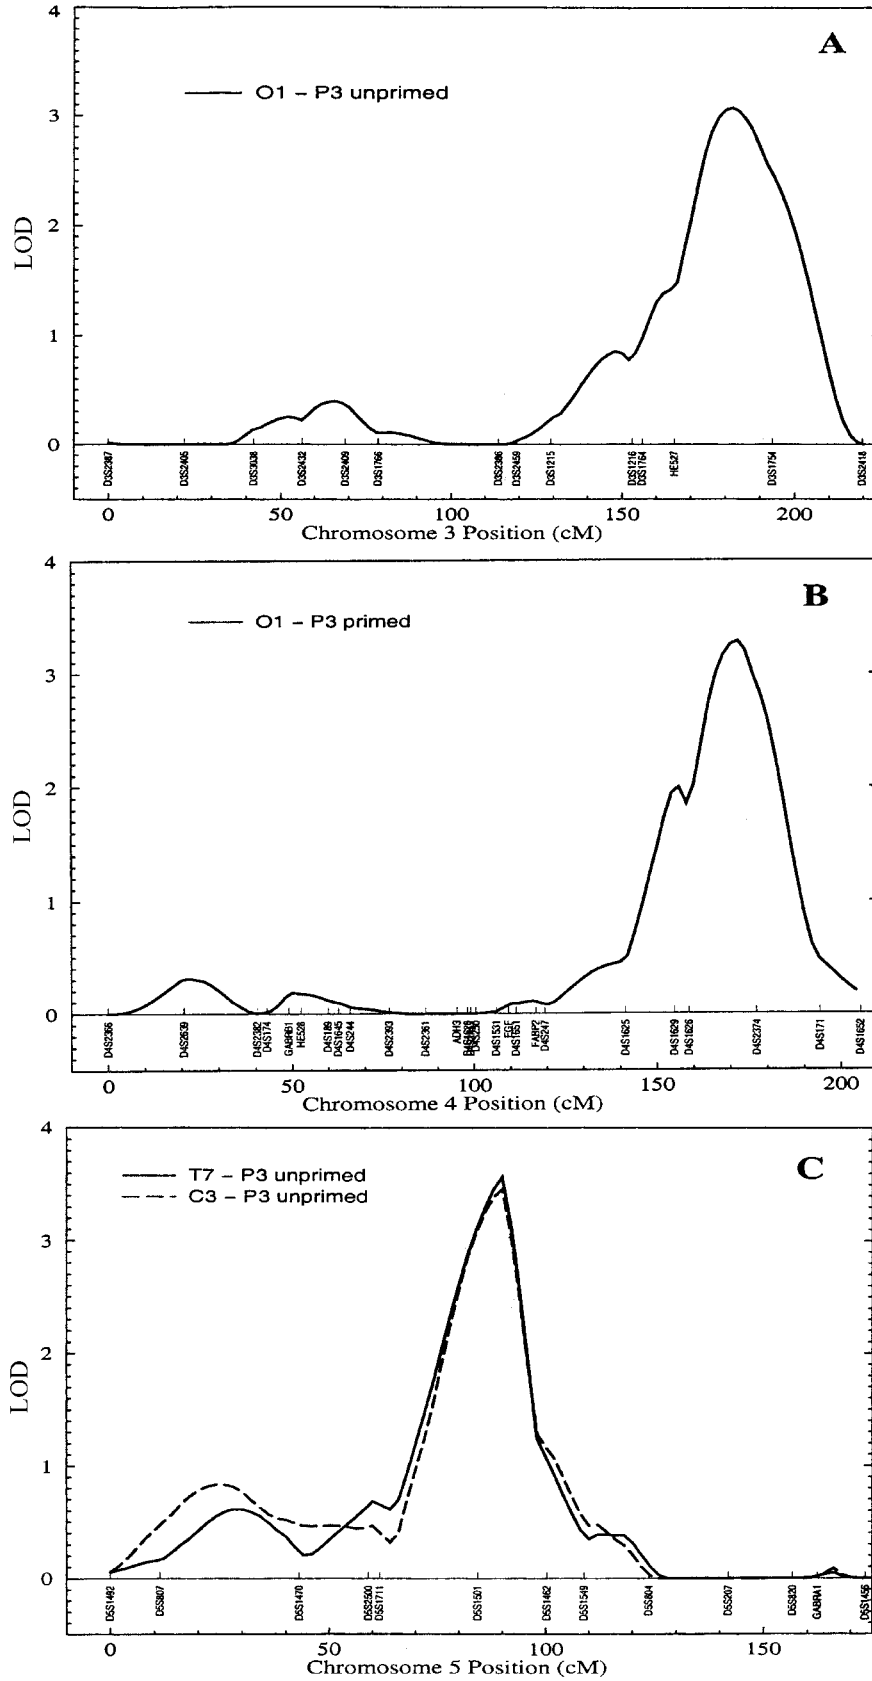 4
A
O1 – P3 unprimed
3
LOD
2
1
0
D3S2387 D3S2405 D3S3038 D3S2432 D3S2409 D3S1766 D3S2386 D3S2459 D3S1215 D3S1216 D3S1764 HE527 D3S1754 D3S2418
0 50 100 150 200
Chromosome 3 Position (cM)
4
B
O1 – P3 primed
3
LOD
2
1
0
D4S2366 D4S2639 D4S2382 D4S174 GABRB1 HE528 D4S189 D4S1645 D4S244 D4S2393 D4S2361 ADH3 D4S1531 FGF D4S1651 FABP2 D4S247 D4S1625 D4S1629 D4S1626 D4S2374 D4S171 D4S1652
0 50 100 150 200
Chromosome 4 Position (cM)
4
C
T7 – P3 unprimed
C3 – P3 unprimed
3
LOD
2
1
0
D5S1492 D5S807 D5S1470 D5S2500 D5S1711 D5S1501 D5S1462 D5S1549 D5S804 D5S207 D5S820 GABRA1 D5S1456
0 50 100 150
Chromosome 5 Position (cM)